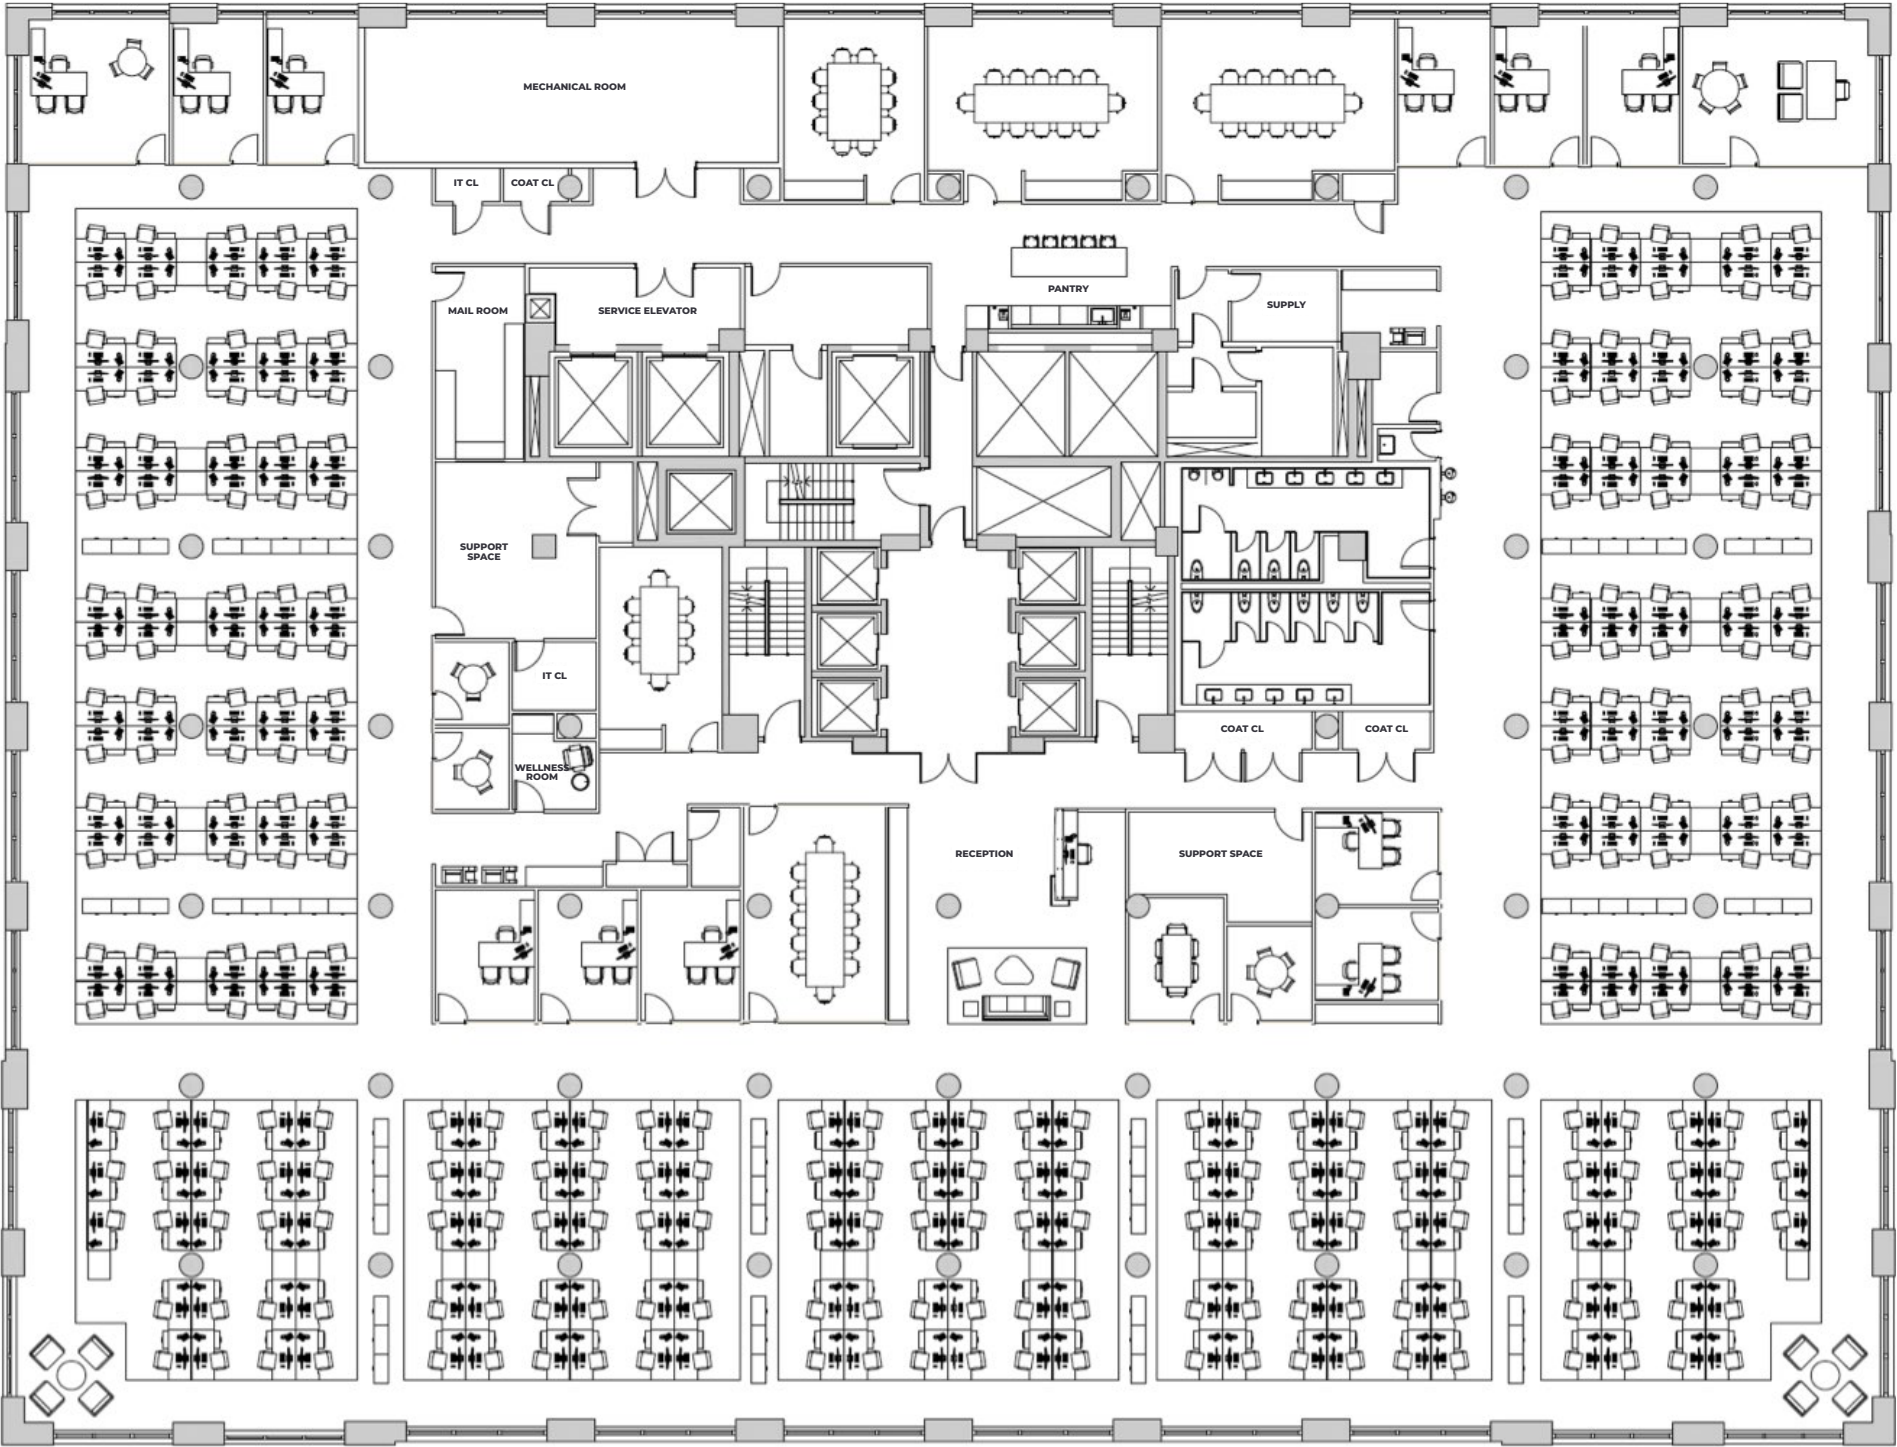 MECHANICAL ROOM
IT CL
COAT CL
PANTRY
MAIL ROOM
SERVICE ELEVATOR
SUPPLY
SUPPORT
SPACE
IT CL
COAT CL
COAT CL
WELLNESS
ROOM
RECEPTION
SUPPORT SPACE